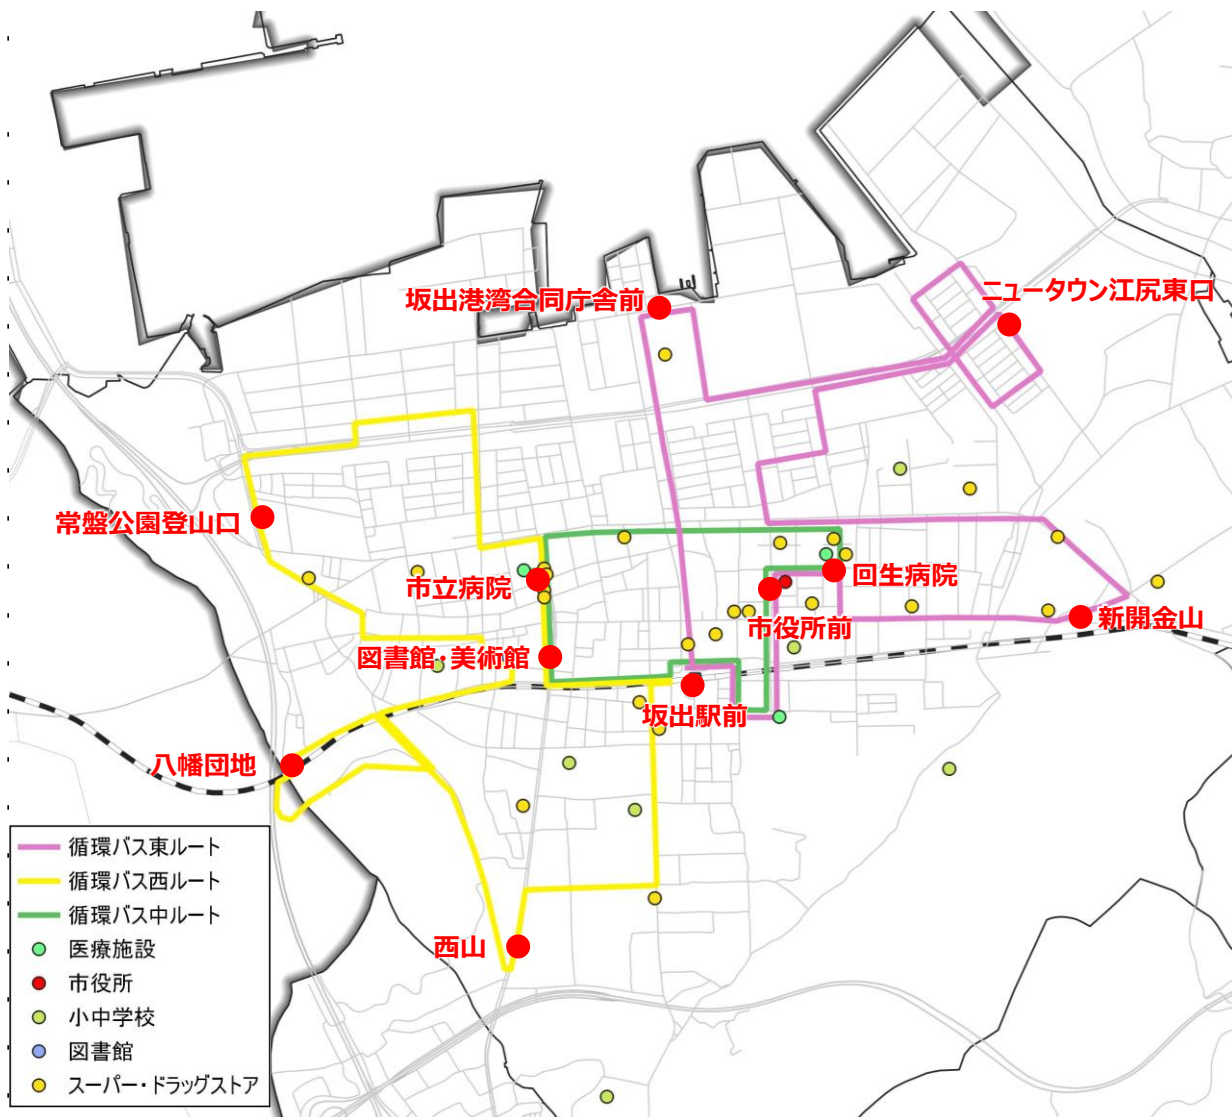 坂出港湾合同庁舎前
ニュータウン江尻東口
常盤公園登山口
市立病院
回生病院
市役所前
新開金山
図書館・美術館
坂出駅前
八幡団地
西山
循環バス東ルート
循環バス西ルート
循環バス中ルート
医療施設
市役所
小中学校
図書館
スーパー・ドラッグストア